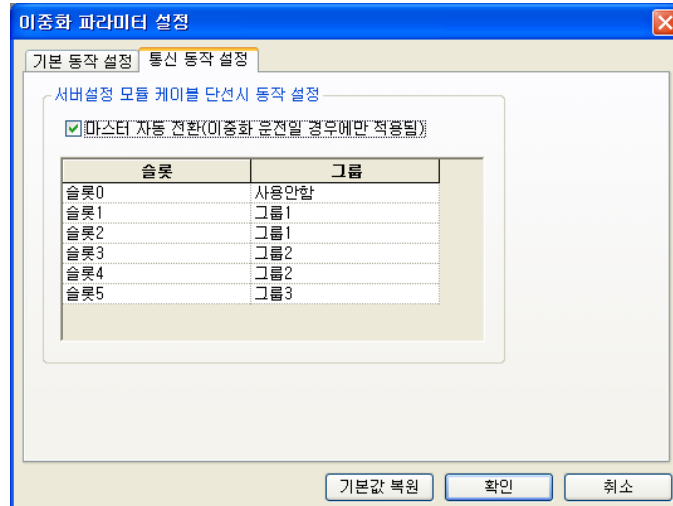 이중화 파라미터 설정
기본 동작 설정 통신 동작 설정
서버설정 모듈 케이블 단선시 동작 설정
마스터 자동 전환(이중화 운전일 경우에만 적용됨)
슬롯 그룹
슬롯0 사용안함
슬롯1 그룹1
슬롯2 그룹1
슬롯3 그룹2
슬롯4 그룹2
슬롯5 그룹3
기본값 복원 확인 취소